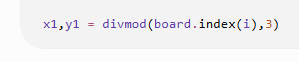 x1,y1 = divmod(board.index(i),3)